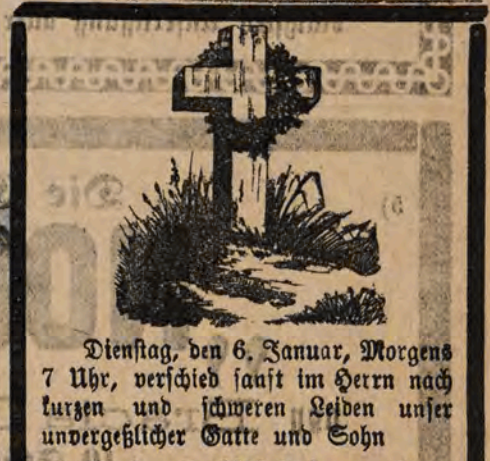 Dienſtag, den 6. Januar, Morgens
7 Uhr, verſchied ſanft im Herrn nach
kurzen und ſchweren Leiden unſer
unvergeßlicher Gatte und Sohn